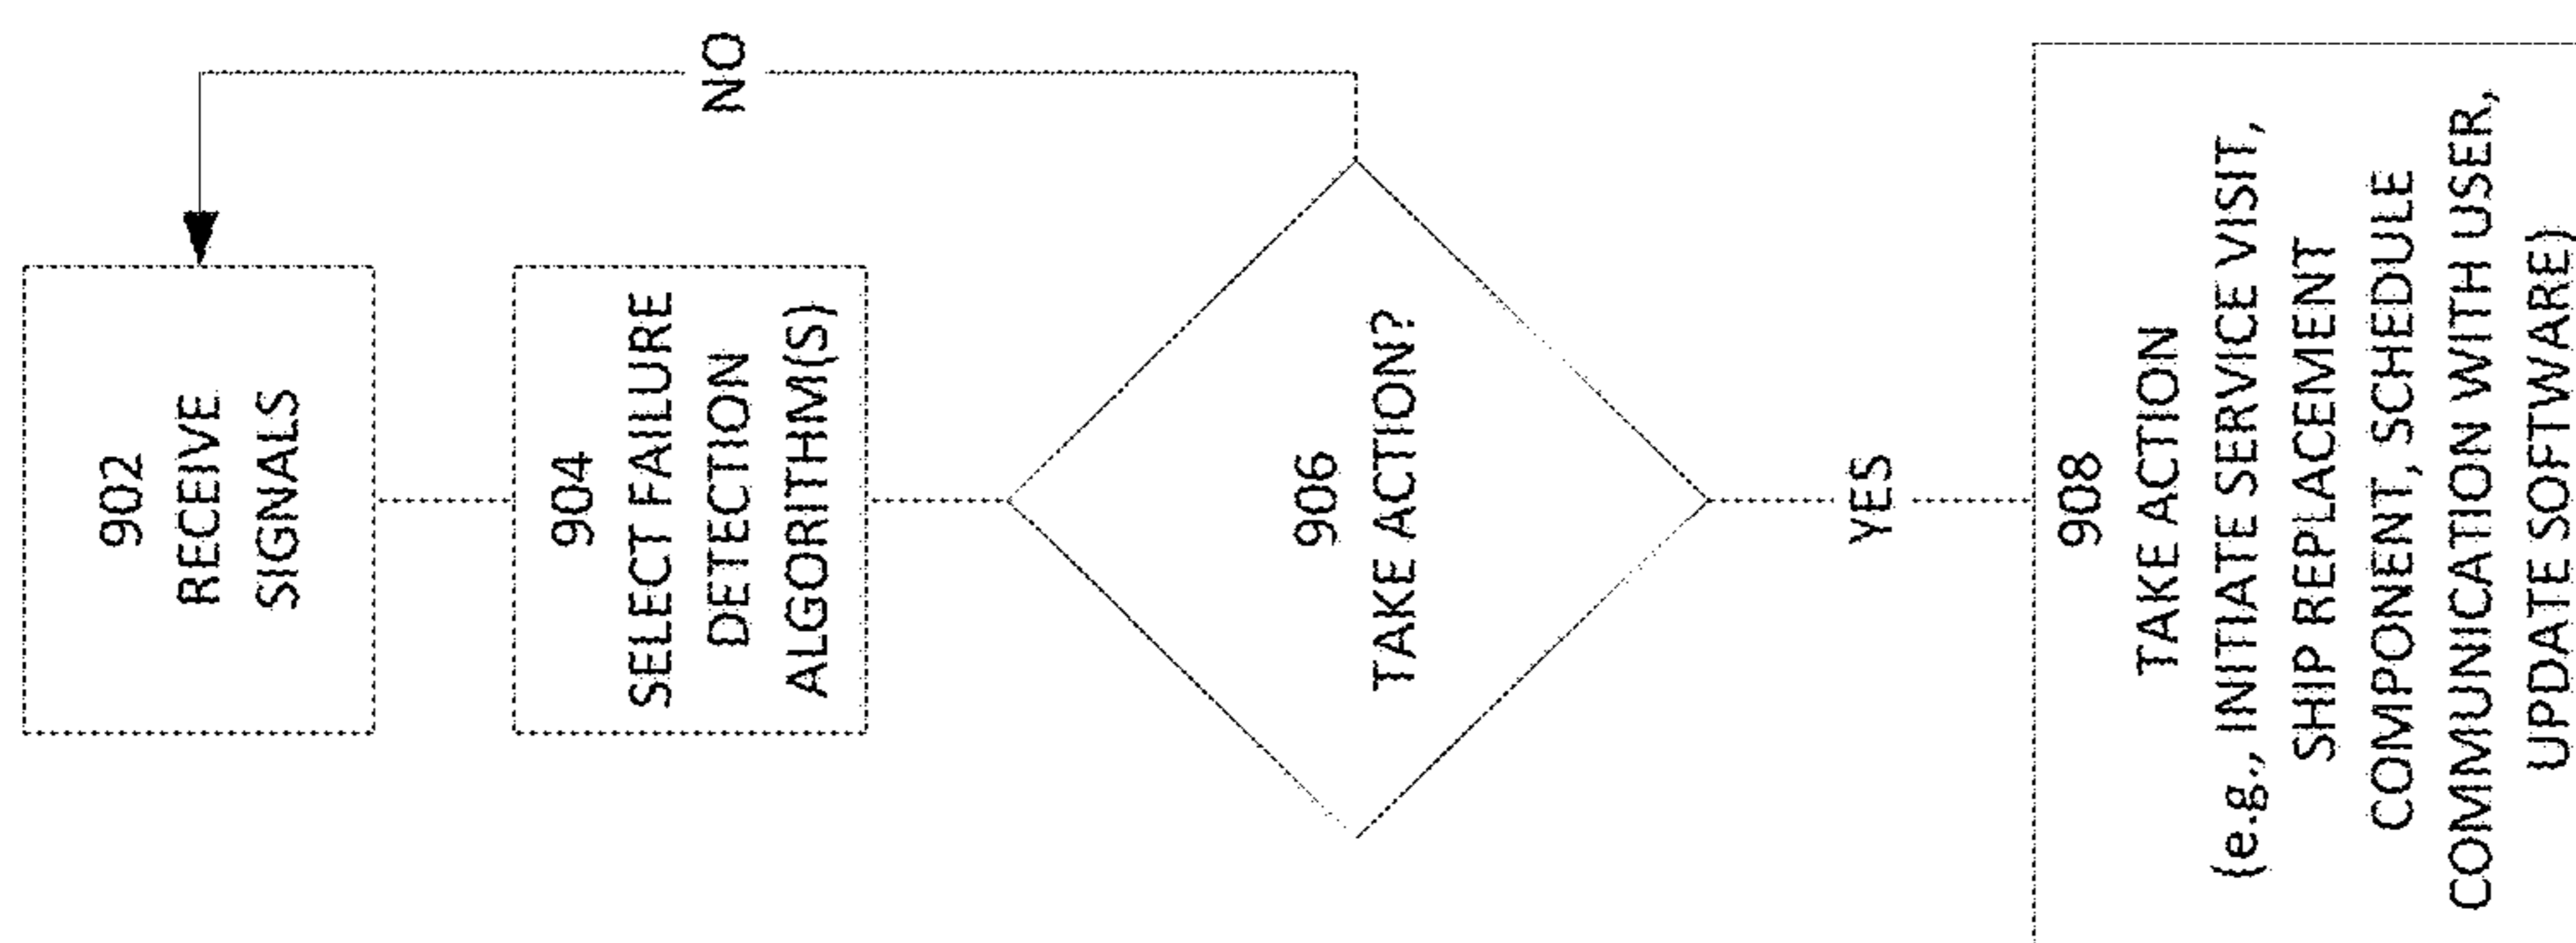 902
RECEIVE
SIGNALS
904
SELECT FAILURE
DETECTION
ALGORITHM(S)
906
TAKE ACTION?
NO
YES
908
TAKE ACTION
(e.g., INITIATE SERVICE VISIT,
SHIP REPLACEMENT
COMPONENT, SCHEDULE
COMMUNICATION WITH USER,
UPDATE SOFTWARE)